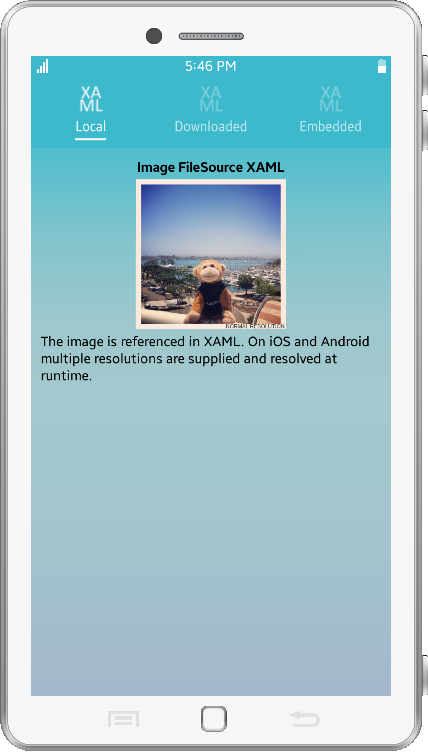 5:46 PM
XA
ML
XA
ML
XA
ML
Local
Downloaded
Embedded
Image FileSource XAML
NORMAL RESOLUTION
The image is referenced in XAML. On iOS and Android
multiple resolutions are supplied and resolved at
runtime.